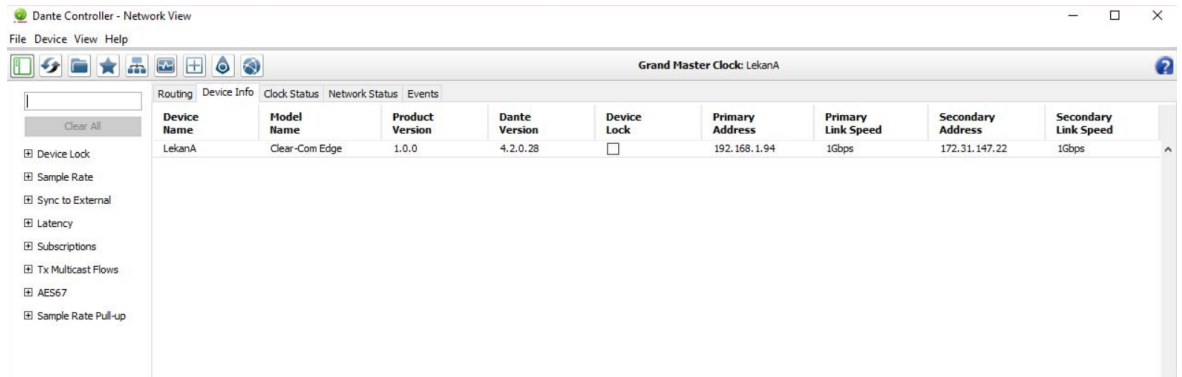 Dante Controller - Network View
File Device View Help
Grand Master Clock: LekanA
Clear All
Device Lock
Sample Rate
Sync to External
Latency
Subscriptions
Tx Multicast Flows
AES67
Sample Rate Pull-up
Routing Device Info Clock Status Network Status Events
Device Name Model Name Product Version Dante Version Device Lock Primary Address Primary Link Speed Secondary Address Secondary Link Speed
LekanA Clear-Com Edge 1.0.0 4.2.0.28 192.168.1.94 1Gbps 172.31.147.22 1Gbps